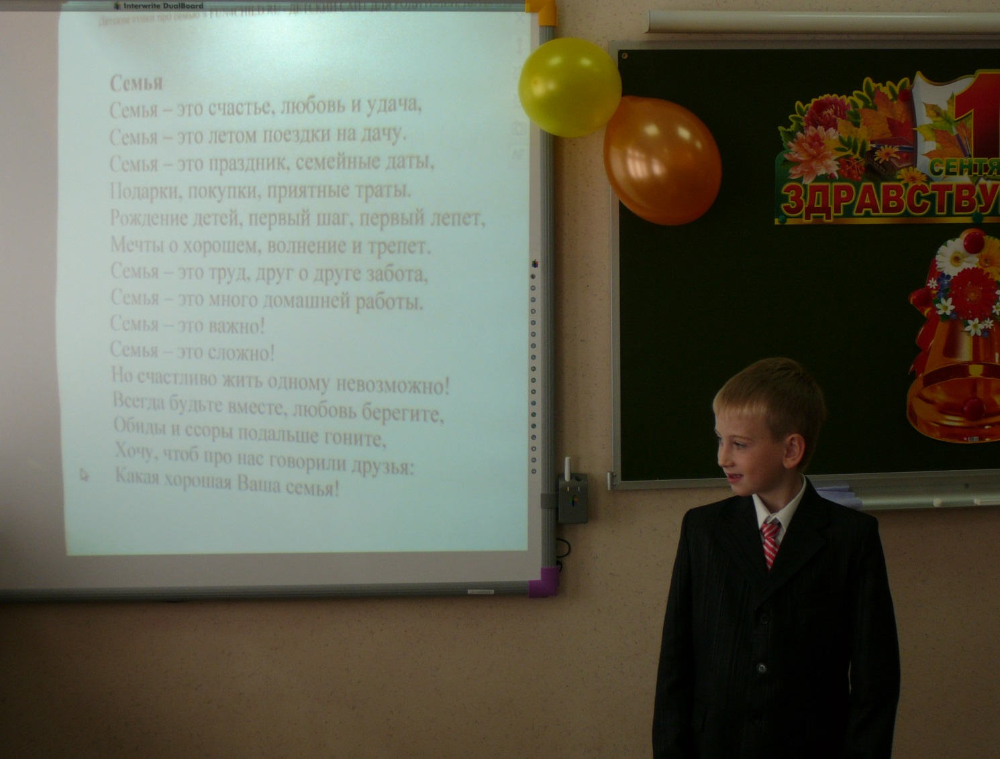 Interwrite DualBoard
Детские стихи про семью
Семья
Семья – это счастье, любовь и удача,
Семья – это летом поездки на дачу.
Семья – это праздник, семейные даты,
Подарки, покупки, приятные траты.
Рождение детей, первый шаг, первый лепет,
Мечты о хорошем, волнение и трепет.
Семья – это труд, друг о друге забота,
Семья – это много домашней работы.
Семья – это важно!
Семья – это сложно!
Но счастливо жить одному невозможно!
Всегда будьте вместе, любовь берегите,
Обиды и ссоры подальше гоните,
Хочу, чтоб про нас говорили друзья:
Какая хорошая Ваша семья!
1
СЕНТЯ
ЗДРАВСТВУ